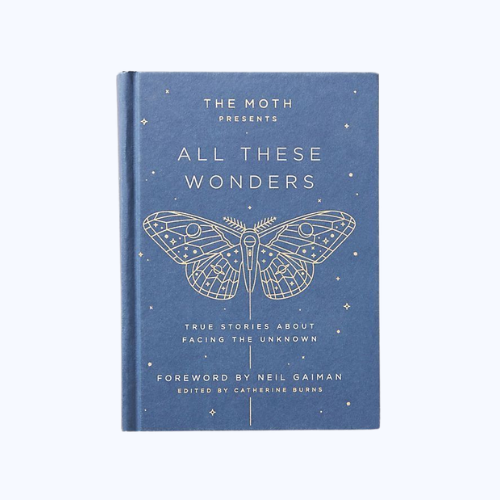 THE MOTH
PRESENTS
ALL THESE
WONDERS
TRUE STORIES ABOUT
FACING THE UNKNOWN
FOREWORD BY NEIL GAIMAN
EDITED BY CATHERINE BURNS